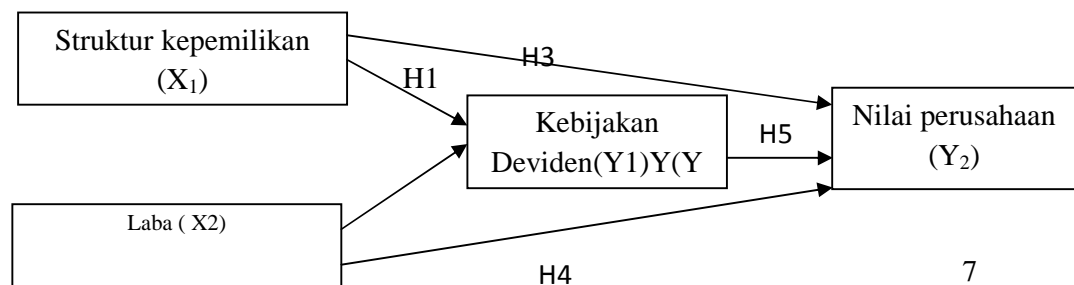 Struktur kepemilikan
(X₁)
H3
H1
Kebijakan
Deviden(Y1)Y(Y
H5
Nilai perusahaan
(Y₂)
Laba ( X2)
H4
7